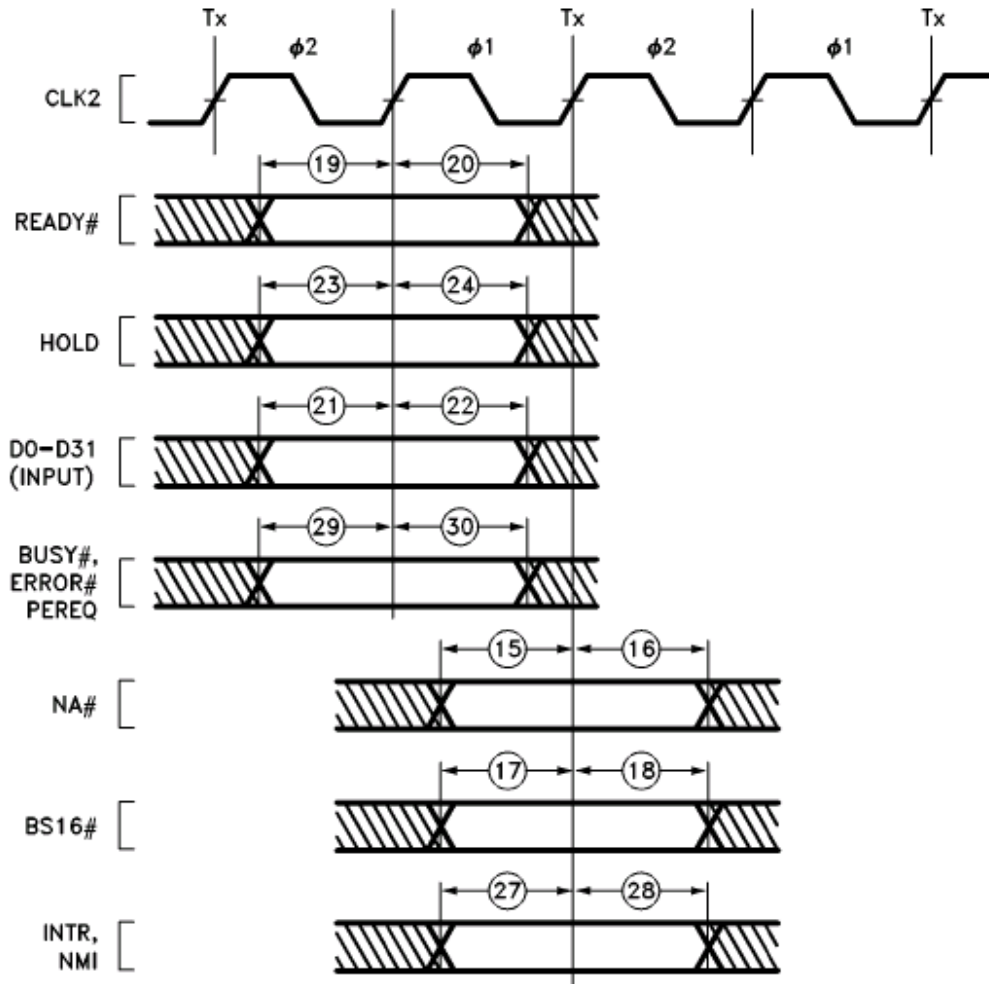 Tx Tx Tx
ϕ2 ϕ1 ϕ2 ϕ1
CLK2
19 20
READY#
23 24
HOLD
21 22
D0-D31
(INPUT)
29 30
BUSY#,
ERROR#
PEREQ
15 16
NA#
17 18
BS16#
27 28
INTR,
NMI